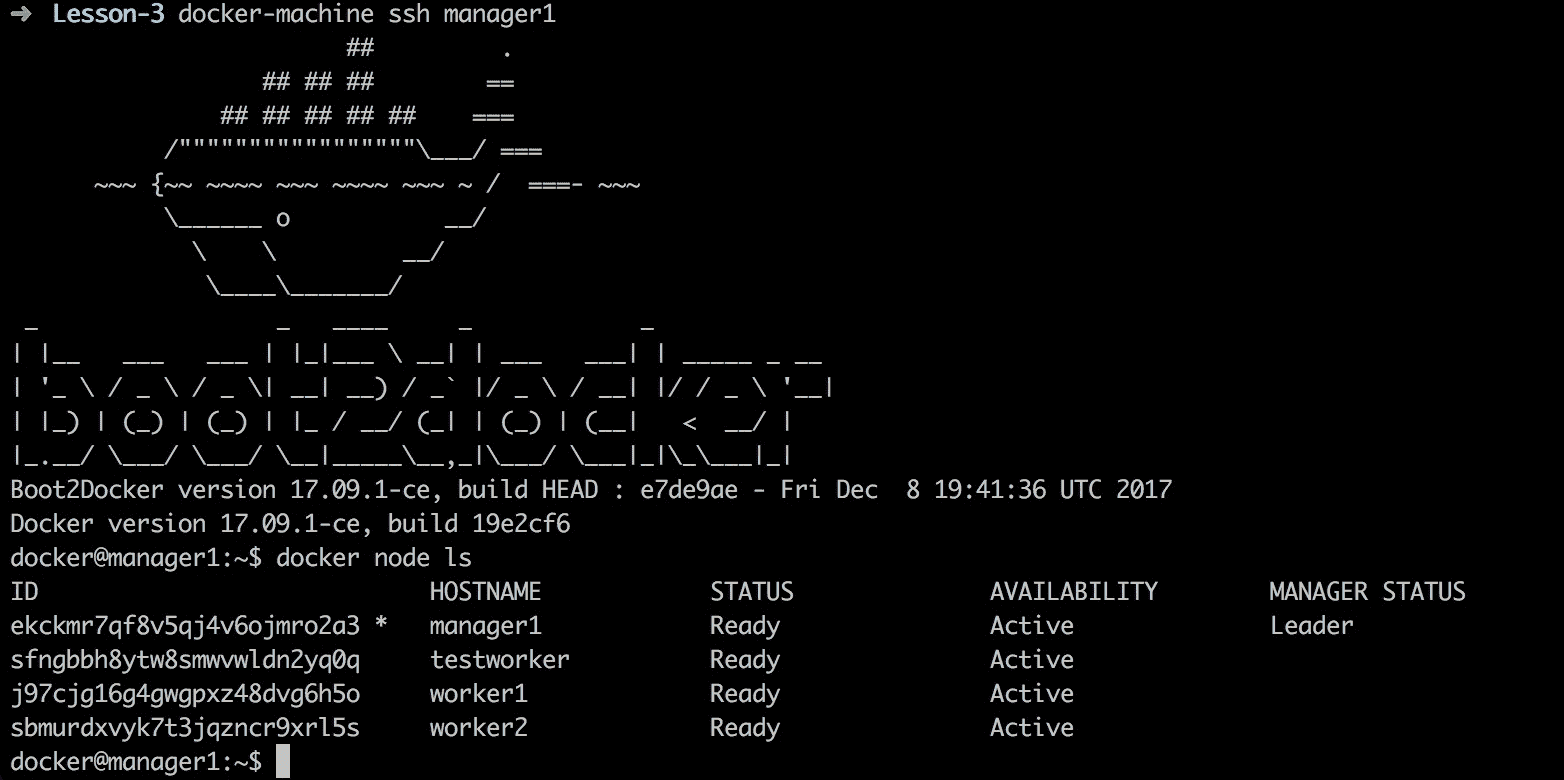 ➜  Lesson-3 docker-machine ssh manager1
                        ##         .
                  ## ## ##        ==
               ## ## ## ## ##    ===
           /"""""""""""""""""\___/ ===
      ~~~ {~~ ~~~~ ~~~ ~~~~ ~~~ ~ /  ===- ~~~
           \______ o           __/
             \    \         __/
              \____\_______/
 _                 _   ____     _            _
| |__   ___   ___ | |_|___ \ __| | ___   ___| | _____ _ __
| '_ \ / _ \ / _ \| __| __) / _` |/ _ \ / __| |/ / _ \ '__|
| |_) | (_) | (_) | |_ / __/ (_| | (_) | (__|   <  __/ |
|_.__/ \___/ \___/ \__|_____\__,_|\___/ \___|_|\_\___|_|
Boot2Docker version 17.09.1-ce, build HEAD : e7de9ae - Fri Dec  8 19:41:36 UTC 2017
Docker version 17.09.1-ce, build 19e2cf6
docker@manager1:~$ docker node ls
ID                            HOSTNAME            STATUS              AVAILABILITY        MANAGER STATUS
ekckmr7qf8v5qj4v6ojmro2a3 *   manager1            Ready               Active              Leader
sfngbbh8ytw8smwvwldn2yq0q     testworker          Ready               Active
j97cjg16g4gwgpxz48dvg6h5o     worker1             Ready               Active
sbmurdxvyk7t3jqzncr9xrl5s     worker2             Ready               Active
docker@manager1:~$